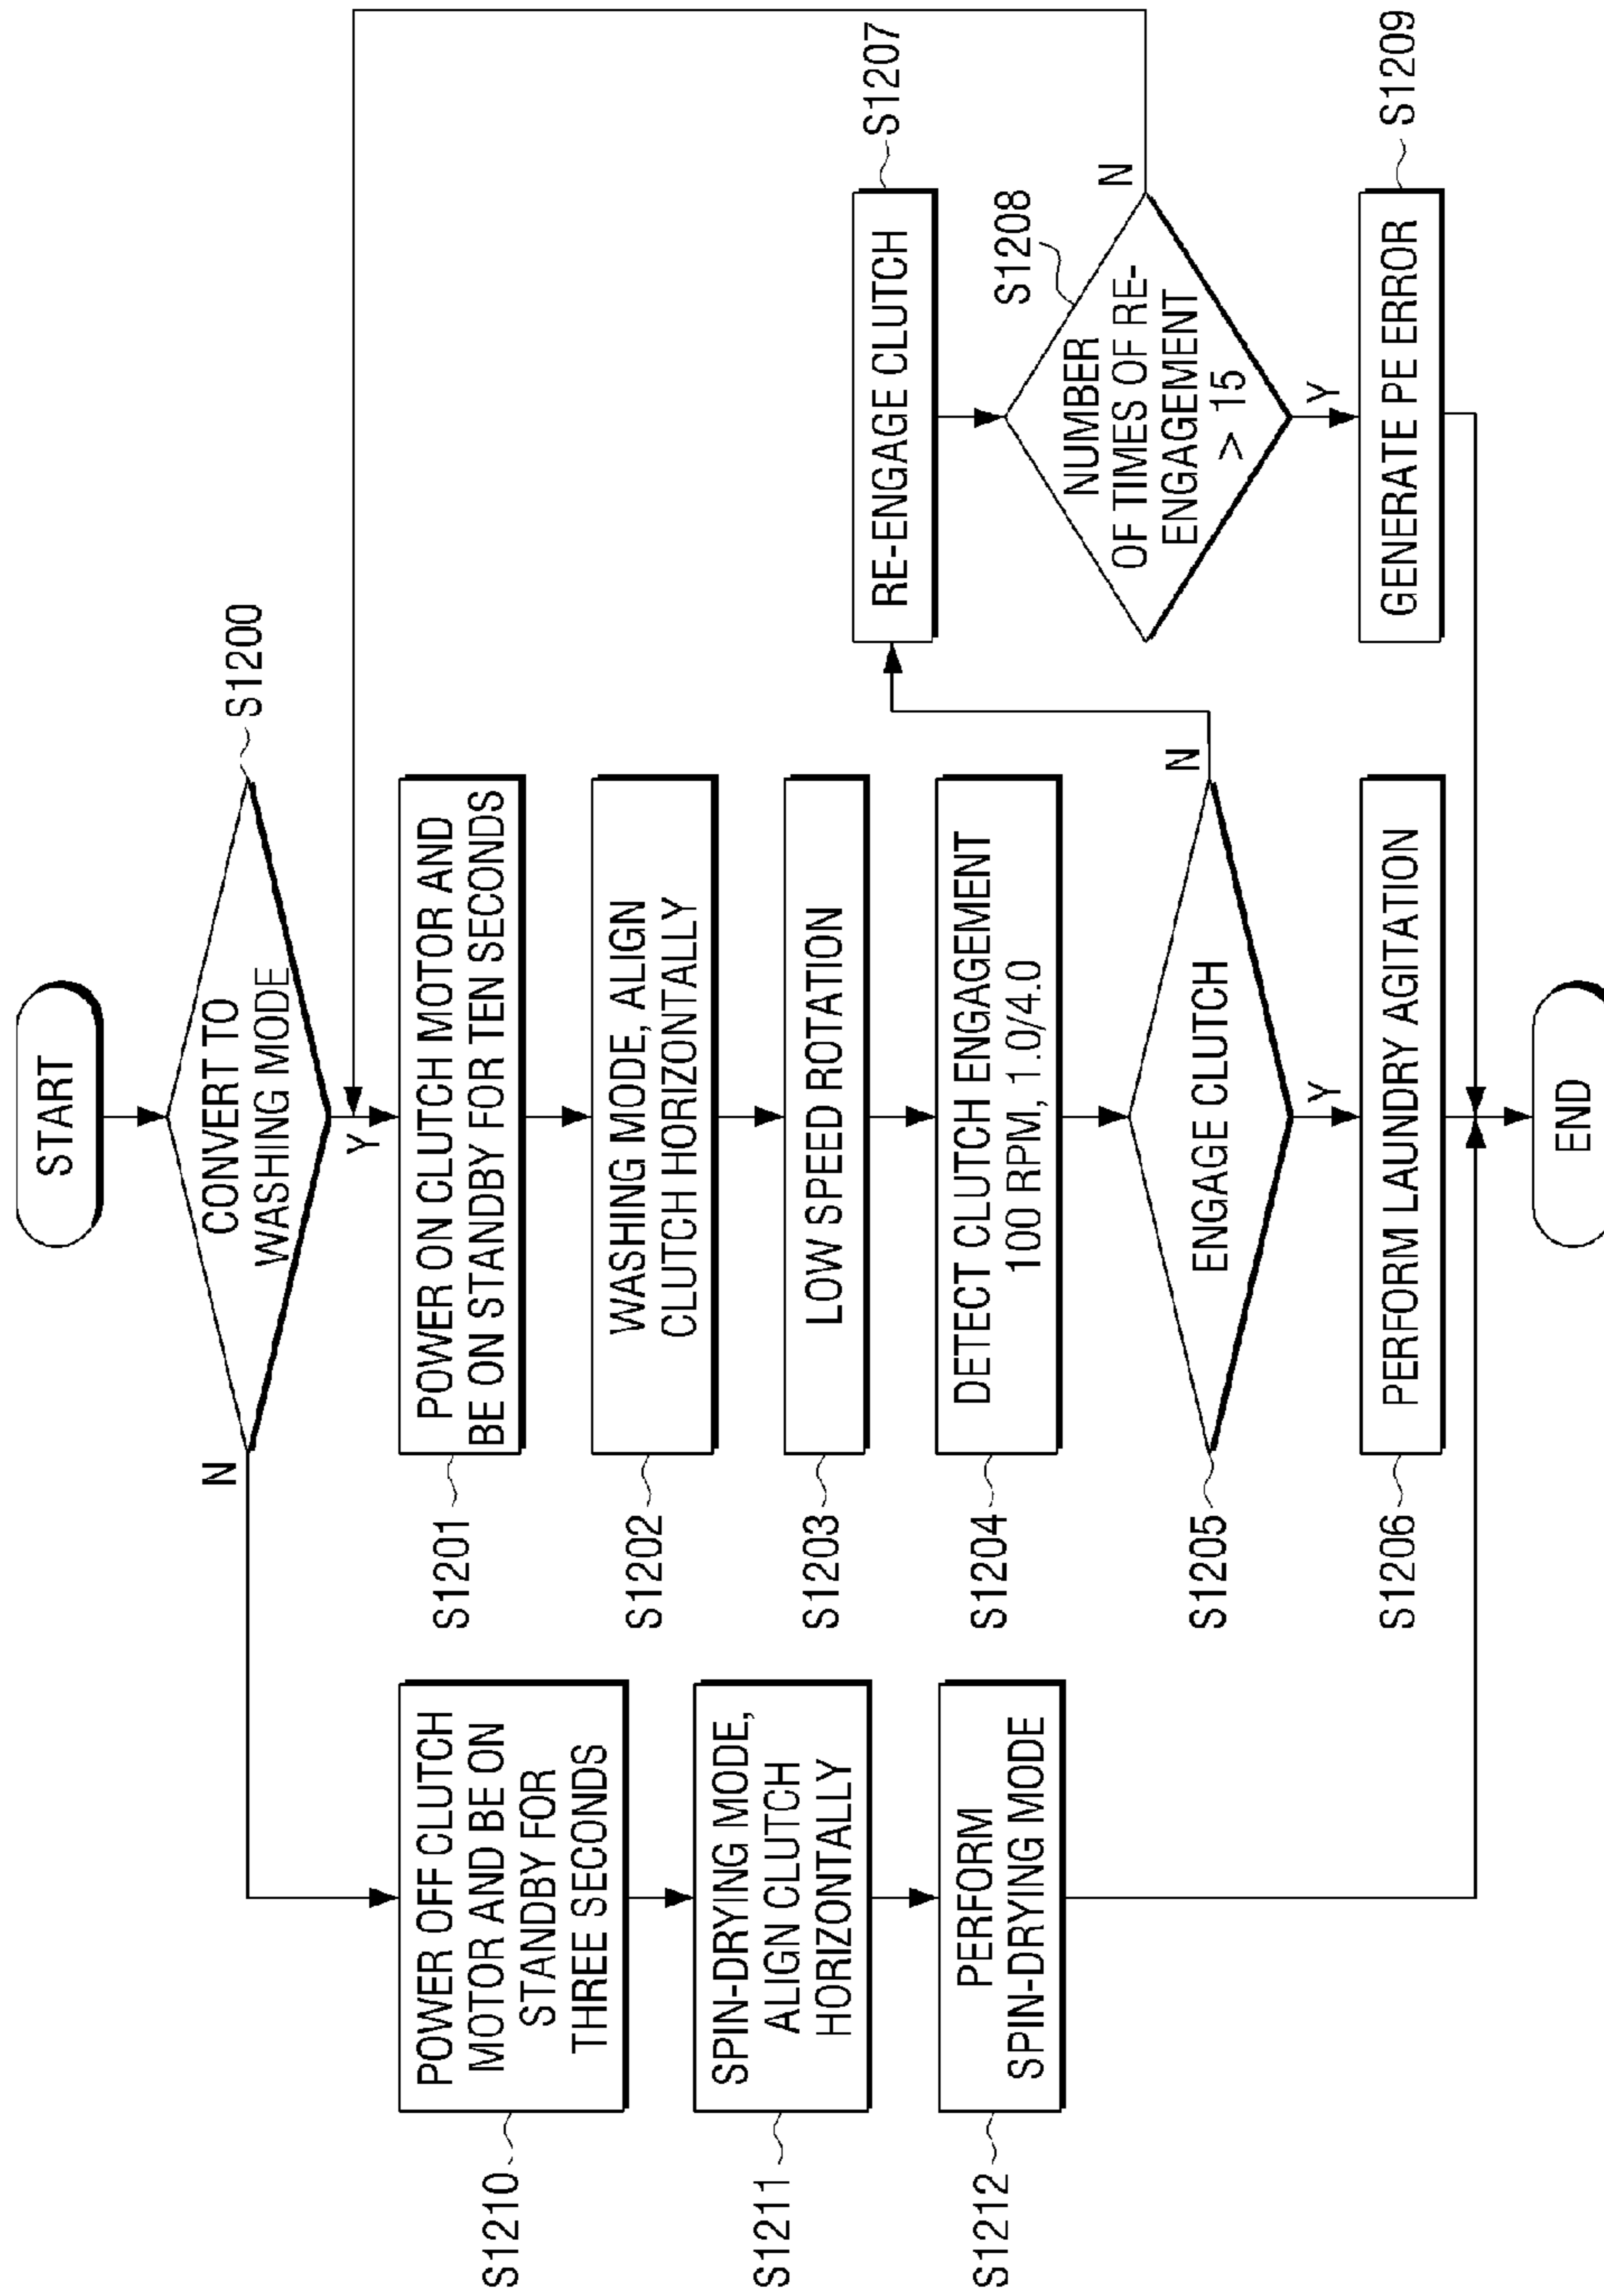 START
CONVERT TO
WASHING MODE
S1200
N
Y
POWER ON CLUTCH MOTOR AND
BE ON STANDBY FOR TEN SECONDS
S1201
WASHING MODE, ALIGN
CLUTCH HORIZONTALLY
S1202
LOW SPEED ROTATION
S1203
DETECT CLUTCH ENGAGEMENT
100 RPM, 1.0/4.0
S1204
ENGAGE CLUTCH
S1205
N
Y
PERFORM LAUNDRY AGITATION
S1206
RE-ENGAGE CLUTCH
S1207
NUMBER
OF TIMES OF RE-
ENGAGEMENT
> 15
S1208
N
Y
GENERATE PE ERROR
S1209
POWER OFF CLUTCH
MOTOR AND BE ON
STANDBY FOR
THREE SECONDS
S1210
SPIN-DRYING MODE,
ALIGN CLUTCH
HORIZONTALLY
S1211
PERFORM
SPIN-DRYING MODE
S1212
END